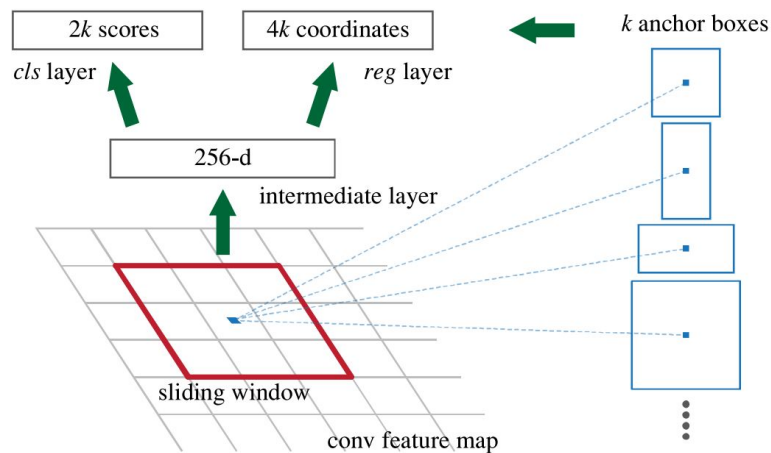 2k scores
4k coordinates
k anchor boxes
cls layer
reg layer
256-d
intermediate layer
sliding window
conv feature map